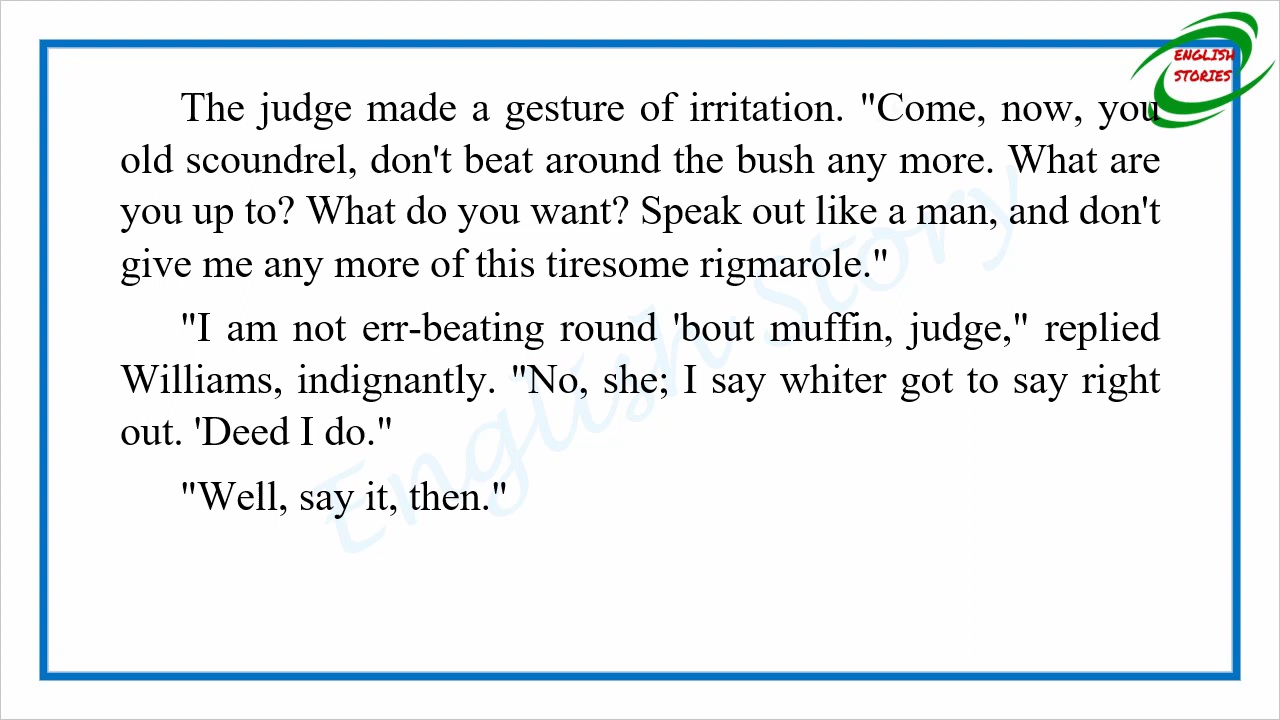 ENGLISH
STORIES
The judge made a gesture of irritation. "Come, now, you
old scoundrel, don't beat around the bush any more. What are
you up to? What do you want? Speak out like a man, and don't
give me any more of this tiresome rigmarole."
"I am not err-beating round 'bout muffin, judge," replied
Williams, indignantly. "No, she; I say whiter got to say right
out. 'Deed I do."
"Well, say it, then."
English Story